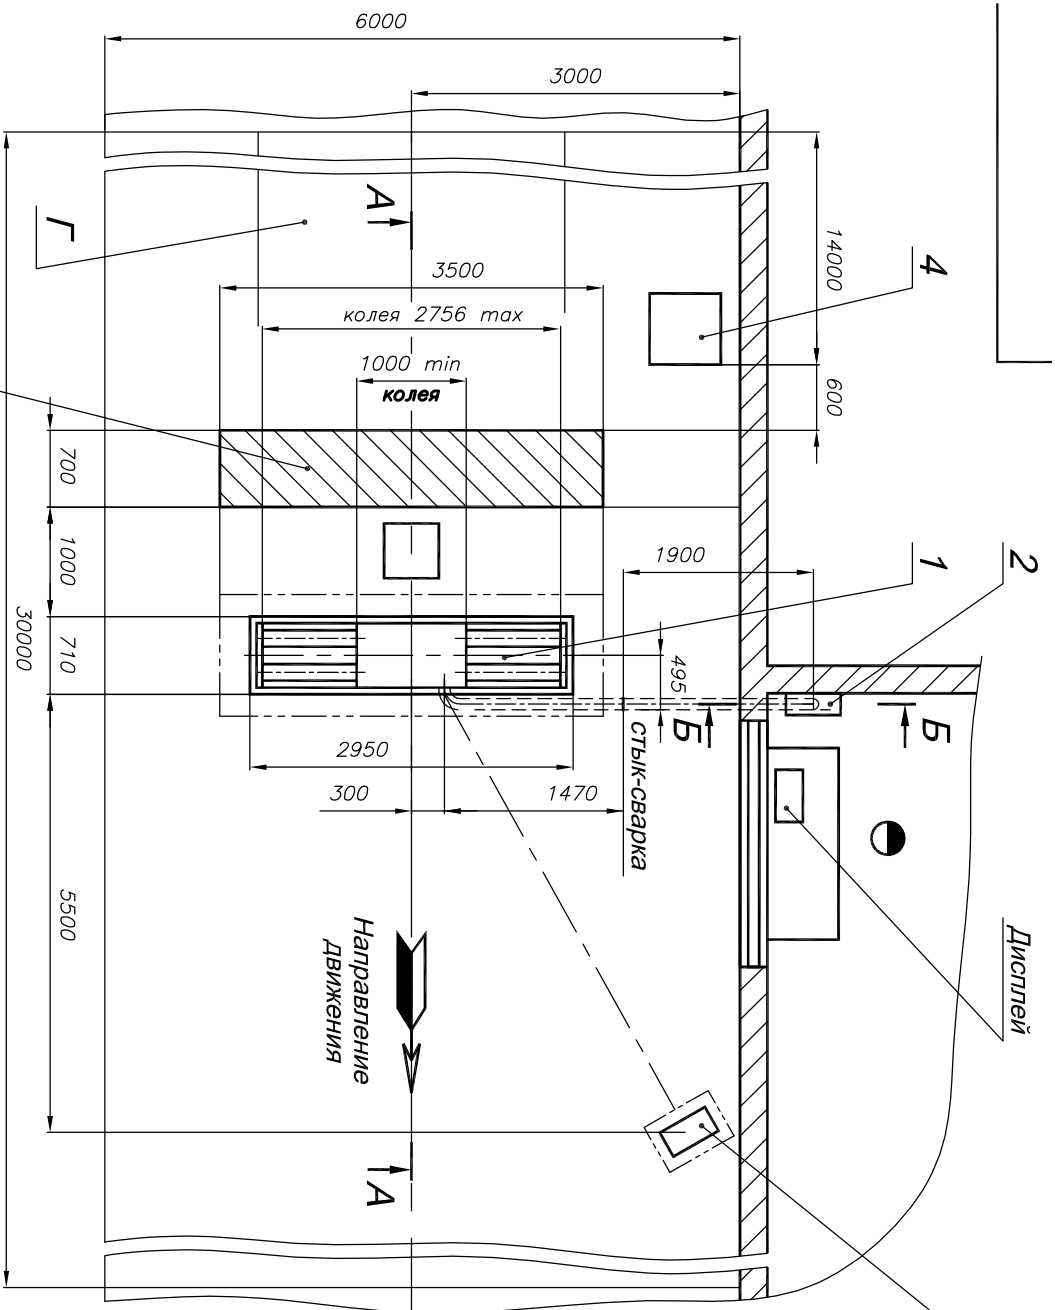 6000
3000
А
Г
14000
4
3500
колея 2756 max
1000 min
колея
600
700
1000
710
30000
1900
1
2
495
Б
Б
стык-сварка
2950
300
1470
5500
Направление
движения
Дисплей
А